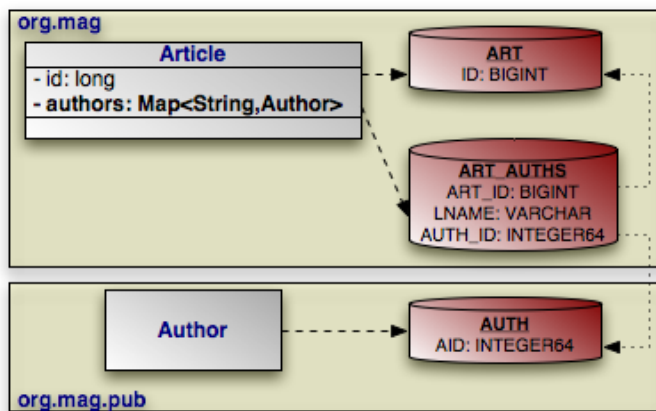 org.mag
Article
- id: long
- authors: Map<String,Author>
ART
ID: BIGINT
ART_AUTHS
ART_ID: BIGINT
LNAME: VARCHAR
AUTH_ID: INTEGER64
Author
AUTH
AID: INTEGER64
org.mag.pub